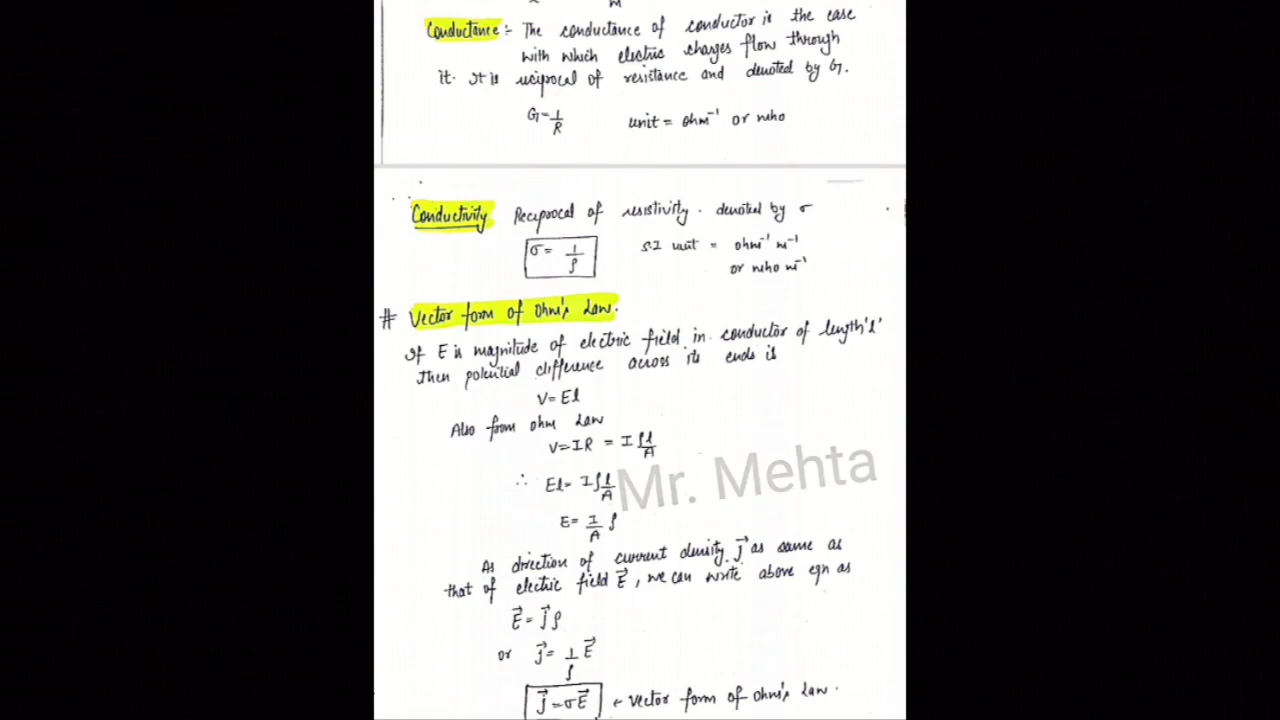 Conductance :- The conductance of conductor is the ease
with which electric charges flow through
it. It is reciprocal of resistance and denoted by G.
G = 1/R unit = ohm⁻¹ or mho
Conductivity Reciprocal of resistivity. denoted by σ
σ = 1/ρ S.I unit = ohm⁻¹ m⁻¹
or mho m⁻¹
# Vector form of Ohm's Law.
If E is magnitude of electric field in conductor of length 'l'
then potential difference across its ends is
V = El
Also from ohm law
V = IR = I ρl/A
∴ El = I ρl/A
E = I/A ρ
As direction of current density j⃗ as same as
that of electric field E⃗, we can write above eqn as
E⃗ = j⃗ρ
or j⃗ = 1/ρ E⃗
j⃗ = σE⃗ ← Vector form of ohm's law.
Mr. Mehta